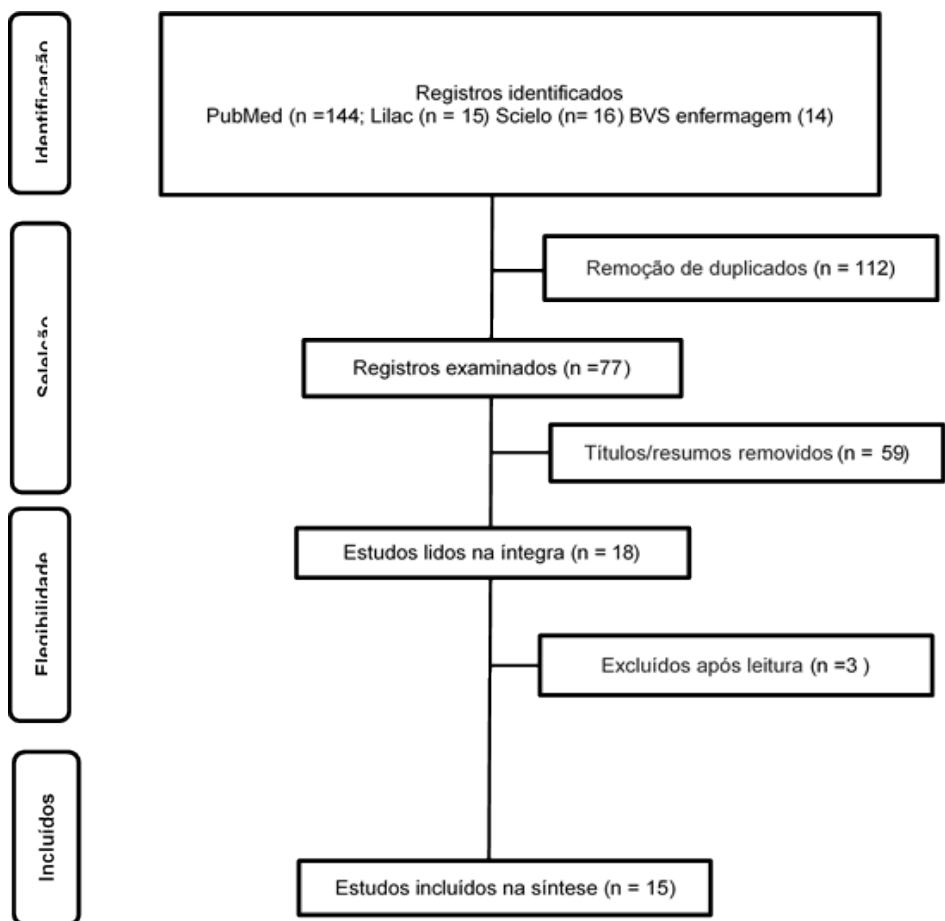 Identificação
Registros identificados
PubMed (n =144; Lilac (n = 15) Scielo (n= 16) BVS enfermagem (14)
Seleição
Remoção de duplicados (n = 112)
Registros examinados (n =77)
Títulos/resumos removidos (n = 59)
Elegibilidade
Estudos lidos na íntegra (n = 18)
Excluídos após leitura (n =3 )
Incluídos
Estudos incluídos na síntese (n = 15)